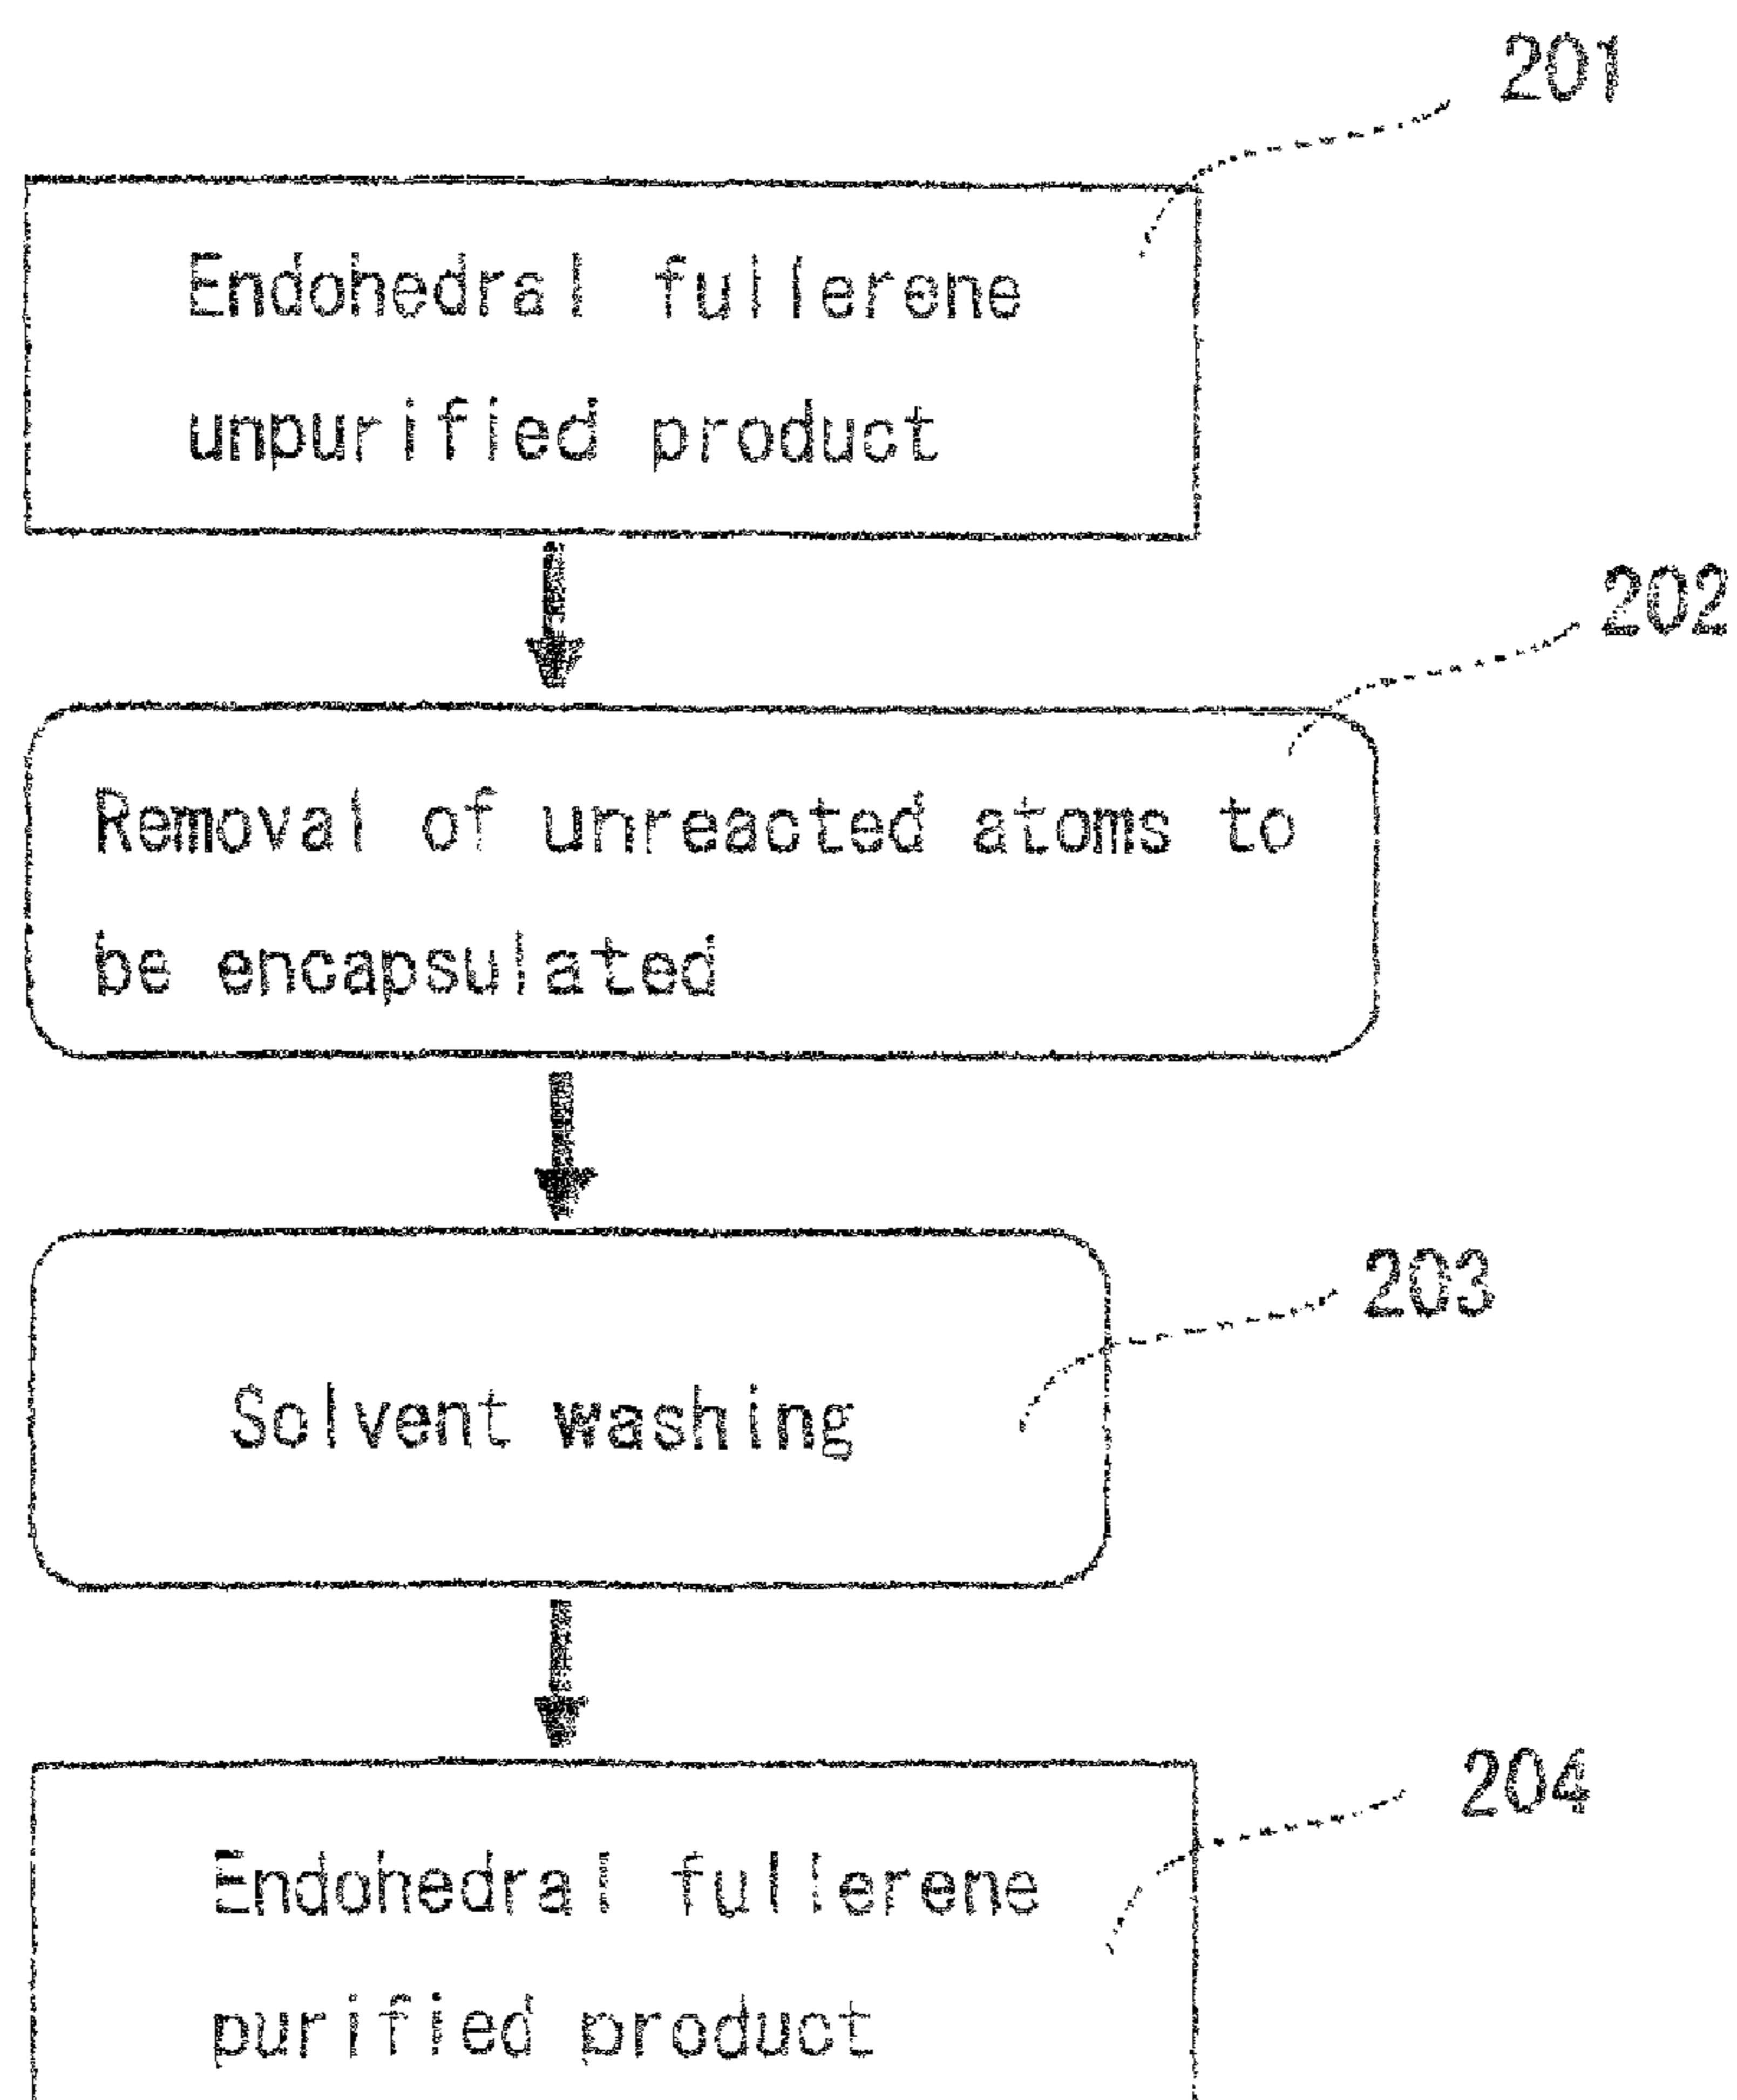 201
Endohedral fullerene
unpurified product
202
Removal of unreacted atoms to
be encapsulated
203
Solvent washing
204
Endohedral fullerene
purified product